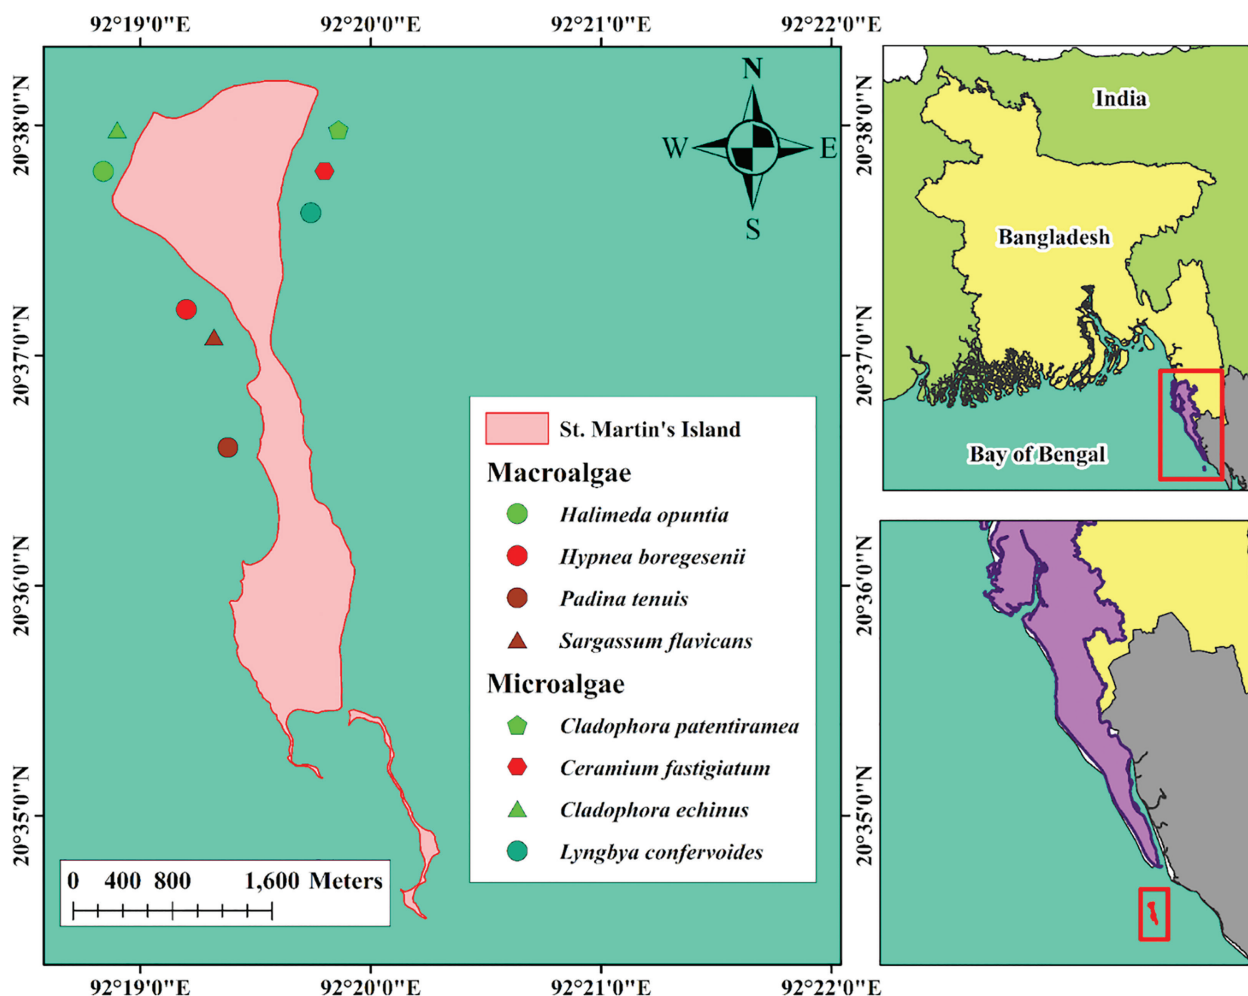 92°19'0"E 92°20'0"E 92°21'0"E 92°22'0"E
20°38'0"N
20°37'0"N
20°36'0"N
20°35'0"N
N
W E
S
St. Martin's Island
Macroalgae
Halimeda opuntia
Hypnea boregesenii
Padina tenuis
Sargassum flavicans
Microalgae
Cladophora patentiramea
Ceramium fastigiatum
Cladophora echinus
Lyngbya confervoides
0 400 800 1,600 Meters
20°38'0"N
20°37'0"N
20°36'0"N
20°35'0"N
92°19'0"E 92°20'0"E 92°21'0"E 92°22'0"E
India
Bangladesh
Bay of Bengal